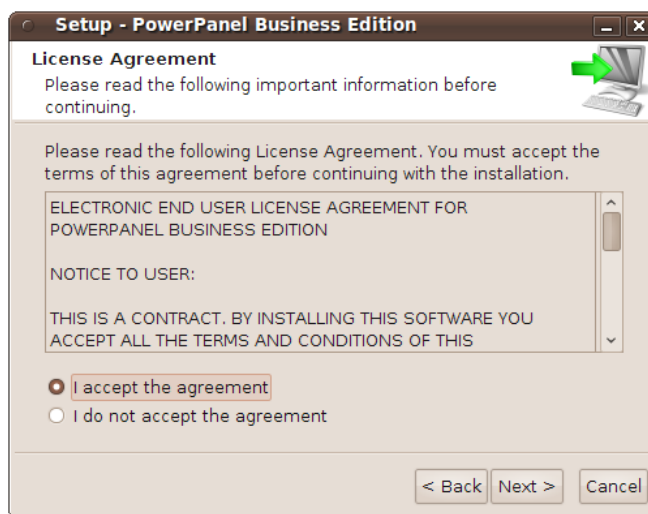 Setup - PowerPanel Business Edition
License Agreement
Please read the following important information before
continuing.
Please read the following License Agreement. You must accept the
terms of this agreement before continuing with the installation.
ELECTRONIC END USER LICENSE AGREEMENT FOR
POWERPANEL BUSINESS EDITION
NOTICE TO USER:
THIS IS A CONTRACT. BY INSTALLING THIS SOFTWARE YOU
ACCEPT ALL THE TERMS AND CONDITIONS OF THIS
I accept the agreement
I do not accept the agreement
< Back Next > Cancel